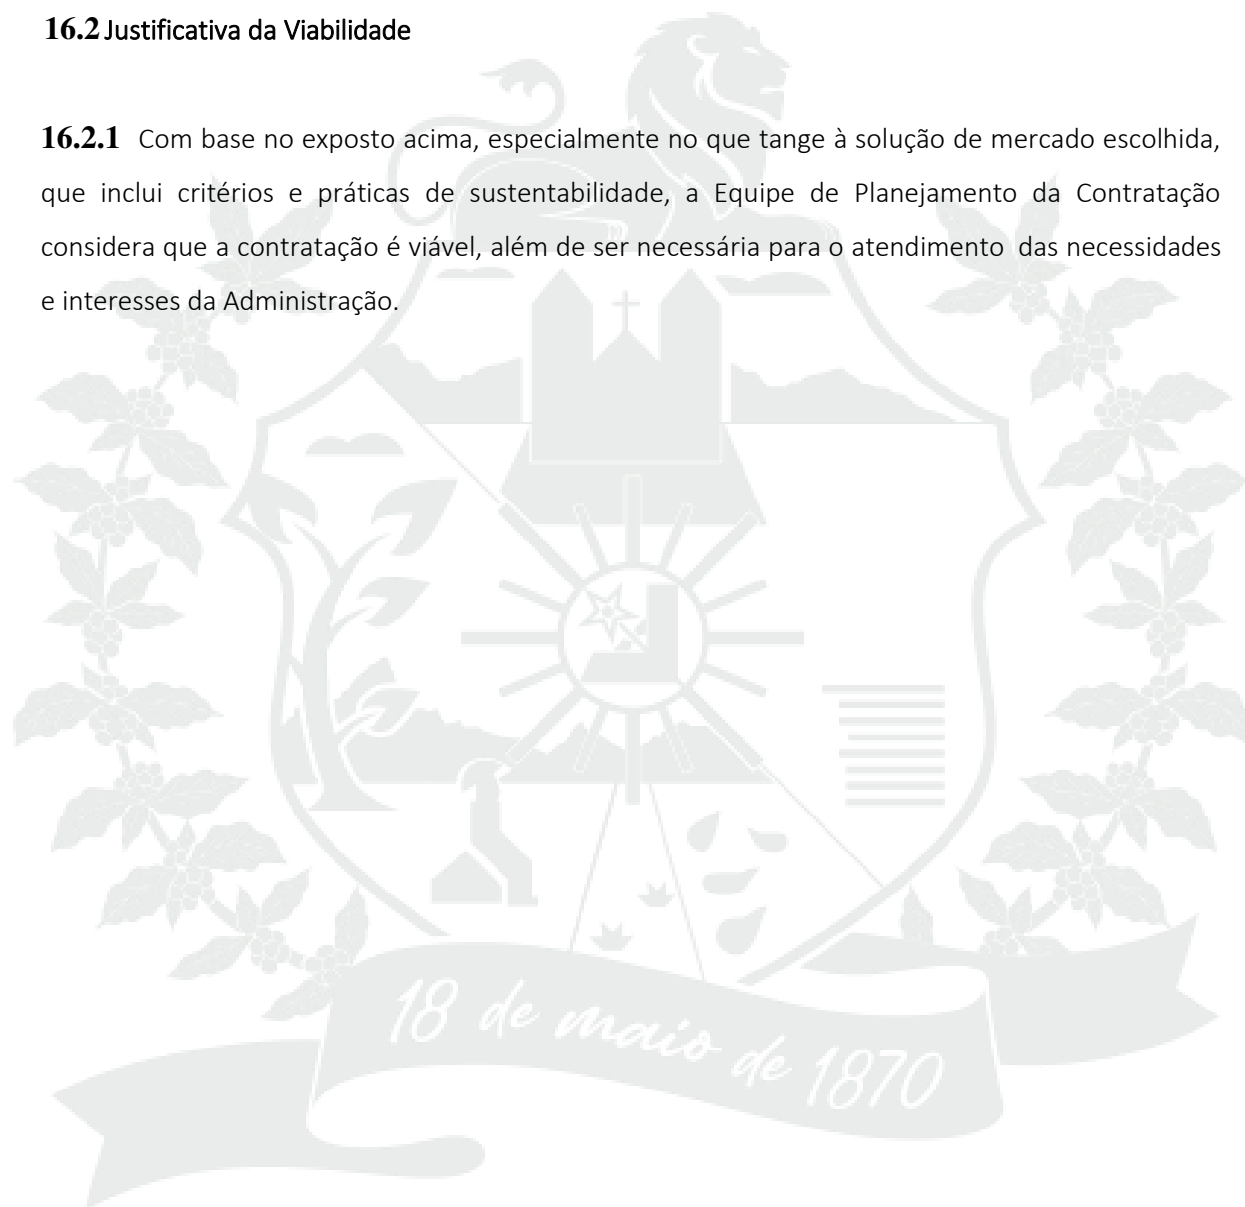 16.2 Justificativa da Viabilidade
16.2.1 Com base no exposto acima, especialmente no que tange à solução de mercado escolhida,
que inclui critérios e práticas de sustentabilidade, a Equipe de Planejamento da Contratação
considera que a contratação é viável, além de ser necessária para o atendimento das necessidades
e interesses da Administração.
18 de maio de 1870